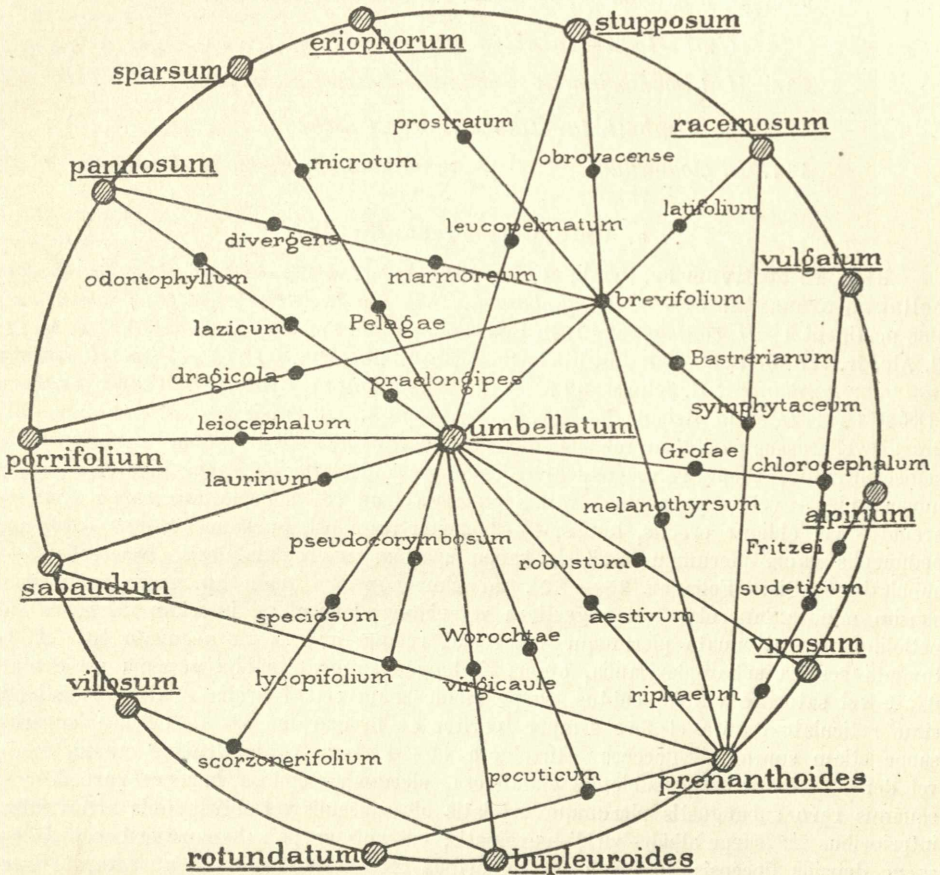 stupposum
eriophorum
sparsum
prostratum
racemosum
pannosum
microtum
obrovacense
latifolium
divergens
leucopelmatum
vulgatum
odontophyllum
marmoreum
brevifolium
lazicum
Pelagae
Bastrerianum
dragicola
praelongipes
symphytaceum
leiocephalum
umbellatum
porrifolium
Grofae
chlorocephalum
laurinum
melanothyrsum
alpinum
pseudocorymbosum
robustum
Fritzei
sabaudum
sudeticum
speciosum
Worochtae
aestivum
virosum
villosum
lycopifolium
virgicaule
riphaeum
scorzonerifolium
pocuticum
prenanthoides
rotundatum
bupleuroides